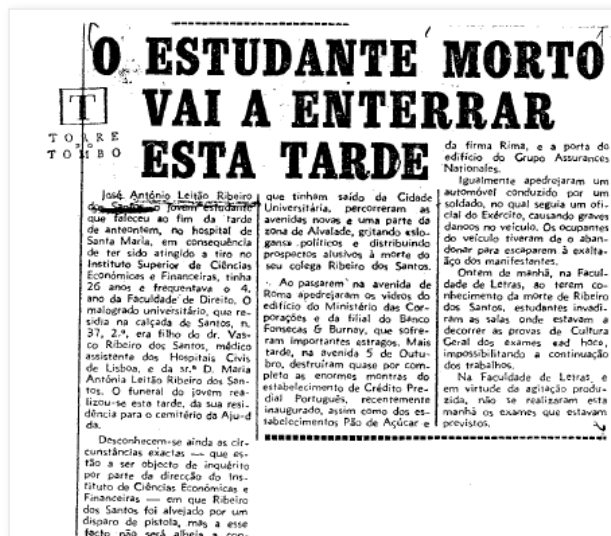 O ESTUDANTE MORTO
VAI A ENTERRAR
ESTA TARDE
T
TORRE
DO
TOMBO
José António Leitão Ribeiro
dos Santos o jovem estudante
que faleceu ao fim da tarde
de anteontem, no hospital de
Santa Maria, em consequência
de ter sido atingido a tiro no
Instituto Superior de Ciências
Económicas e Financeiras, tinha
26 anos e frequentava o 4.
ano da Faculdade de Direito. O
malogrado universitário, que re-
sidia na calçada de Santos, n.
37, 2.º, era filho do dr. Vas-
co Ribeiro dos Santos, médico
assistente dos Hospitais Civis
de Lisboa, e da sr.ª D. Maria
Antónia Leitão Ribeiro dos San-
tos. O funeral do jovem rea-
lizou-se esta tarde, da sua resi-
dência para o cemitério da Aju-d
da.
Desconhecem-se ainda as cir-
cunstâncias exactas — que es-
tão a ser objecto de inquérito
por parte da direcção do Ins-
tituto de Ciências Económicas e
Financeiras — em que Ribeiro
dos Santos foi alvejado por um
disparo de pistola, mas a esse
facto não será alheia a con-
que tinham saído da Cidade
Universitária, percorreram as
avenidas novas e uma parte da
zona de Alvalade, gritando «slo-
gans» políticos e distribuindo
prospectos alusivos à morte do
seu colega Ribeiro dos Santos.
Ao passarem na avenida de
Roma apedrejaram os vidros do
edifício do Ministério das Cor-
porações e da filial do Banco
Fonsecas & Burnay, que sofre-
ram importantes estragos. Mais
tarde, na avenida 5 de Outu-
bro, destruíram quase por com-
pleto as enormes montras do
estabelecimento de Crédito Pre-
dial Português, recentemente
inaugurado, assim como dos es-
tabelecimentos Pão de Açúcar e
da firma Rima, e a porta do
edifício do Grupo Assurances
Nationales.
Igualmente apedrejaram um
automóvel conduzido por um
soldado, no qual seguia um ofi-
cial do Exército, causando graves
danos no veículo. Os ocupantes
do veículo tiveram de o aban-
donar para escaparem à exalta-
ção dos manifestantes.
Ontem de manhã, na Facul-
dade de Letras, ao terem co-
nhecimento da morte de Ribeiro
dos Santos, estudantes invadi-
ram as salas onde estavam a
decorrer as provas de Cultura
Geral dos exames «ad hoc»,
impossibilitando a continuação
dos trabalhos.
Na Faculdade de Letras, e
em virtude da agitação produ-
zida, não se realizaram esta
manhã os exames que estavam
previstos.